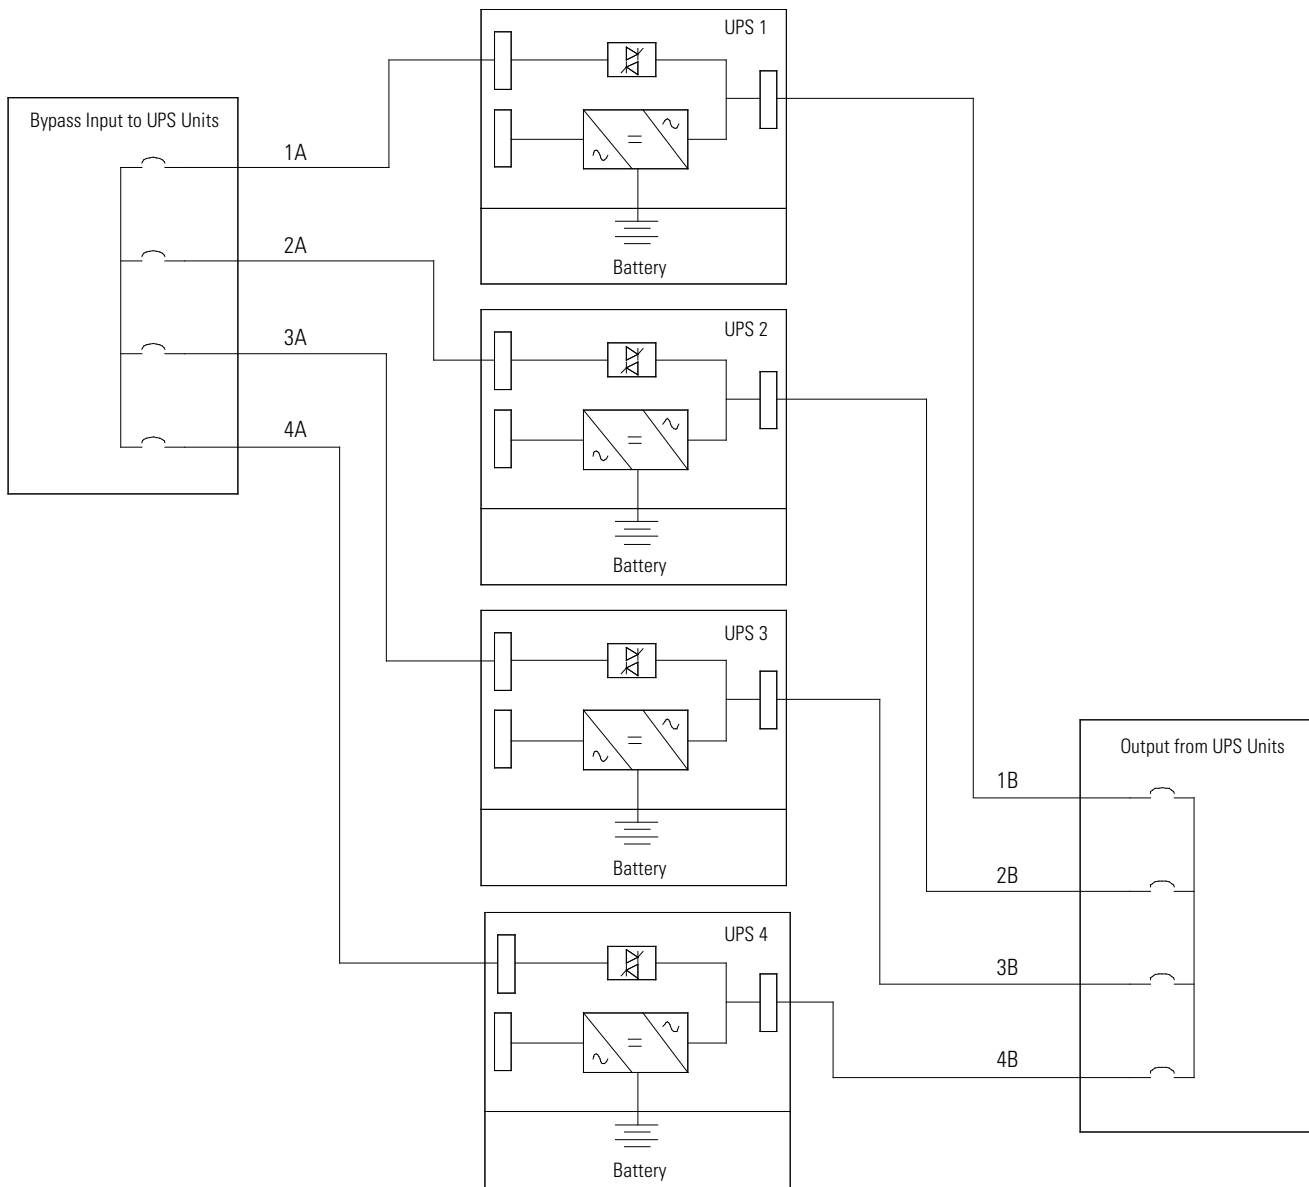 UPS 1
Bypass Input to UPS Units
1A
2A
Battery
UPS 2
3A
4A
Battery
UPS 3
Output from UPS Units
1B
Battery
2B
UPS 4
3B
4B
Battery